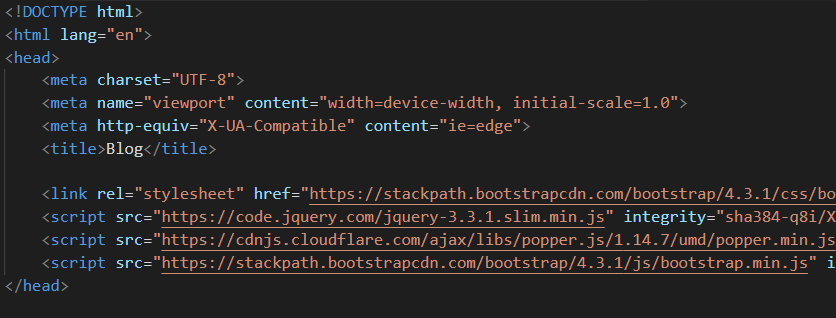 <!DOCTYPE html>
<html lang="en">
<head>
    <meta charset="UTF-8">
    <meta name="viewport" content="width=device-width, initial-scale=1.0">
    <meta http-equiv="X-UA-Compatible" content="ie=edge">
    <title>Blog</title>
    <link rel="stylesheet" href="https://stackpath.bootstrapcdn.com/bootstrap/4.3.1/css/bo
    <script src="https://code.jquery.com/jquery-3.3.1.slim.min.js" integrity="sha384-q8i/X
    <script src="https://cdnjs.cloudflare.com/ajax/libs/popper.js/1.14.7/umd/popper.min.js
    <script src="https://stackpath.bootstrapcdn.com/bootstrap/4.3.1/js/bootstrap.min.js" i
</head>